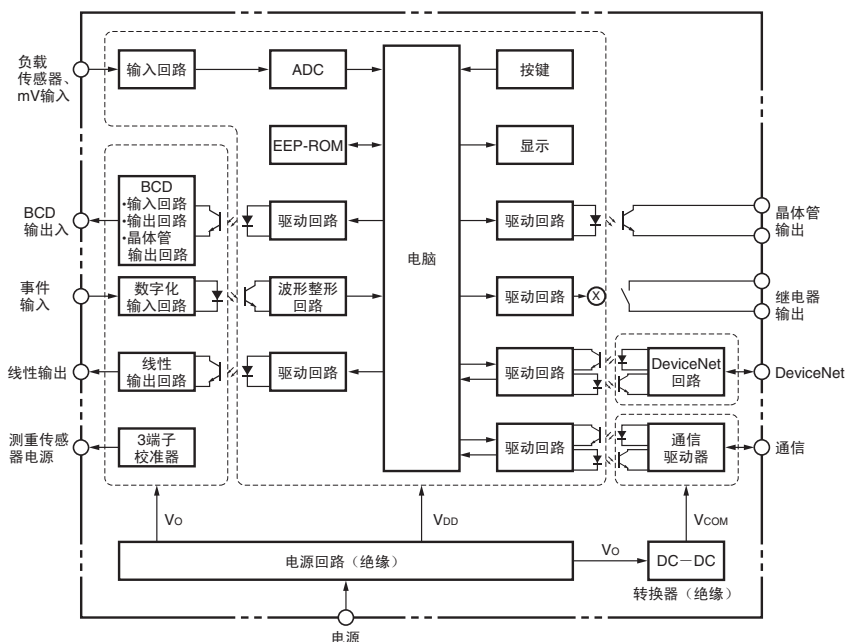 负载
传感器、
mV输入
输入回路
ADC
按键
EEP-ROM
显示
BCD
输出入
BCD
•输入回路
•输出回路
•晶体管
输出回路
驱动回路
电脑
驱动回路
晶体管
输出
事件
输入
数字化
输入回路
波形整形
回路
驱动回路
X
继电器
输出
线性输出
线性
输出回路
驱动回路
驱动回路
DeviceNet
回路
DeviceNet
测重传感
器电源
3端子
校准器
驱动回路
通信
驱动器
通信
VO
VDD
VCOM
电源回路（绝缘）
VO
DC－DC
转换器（绝缘）
电源